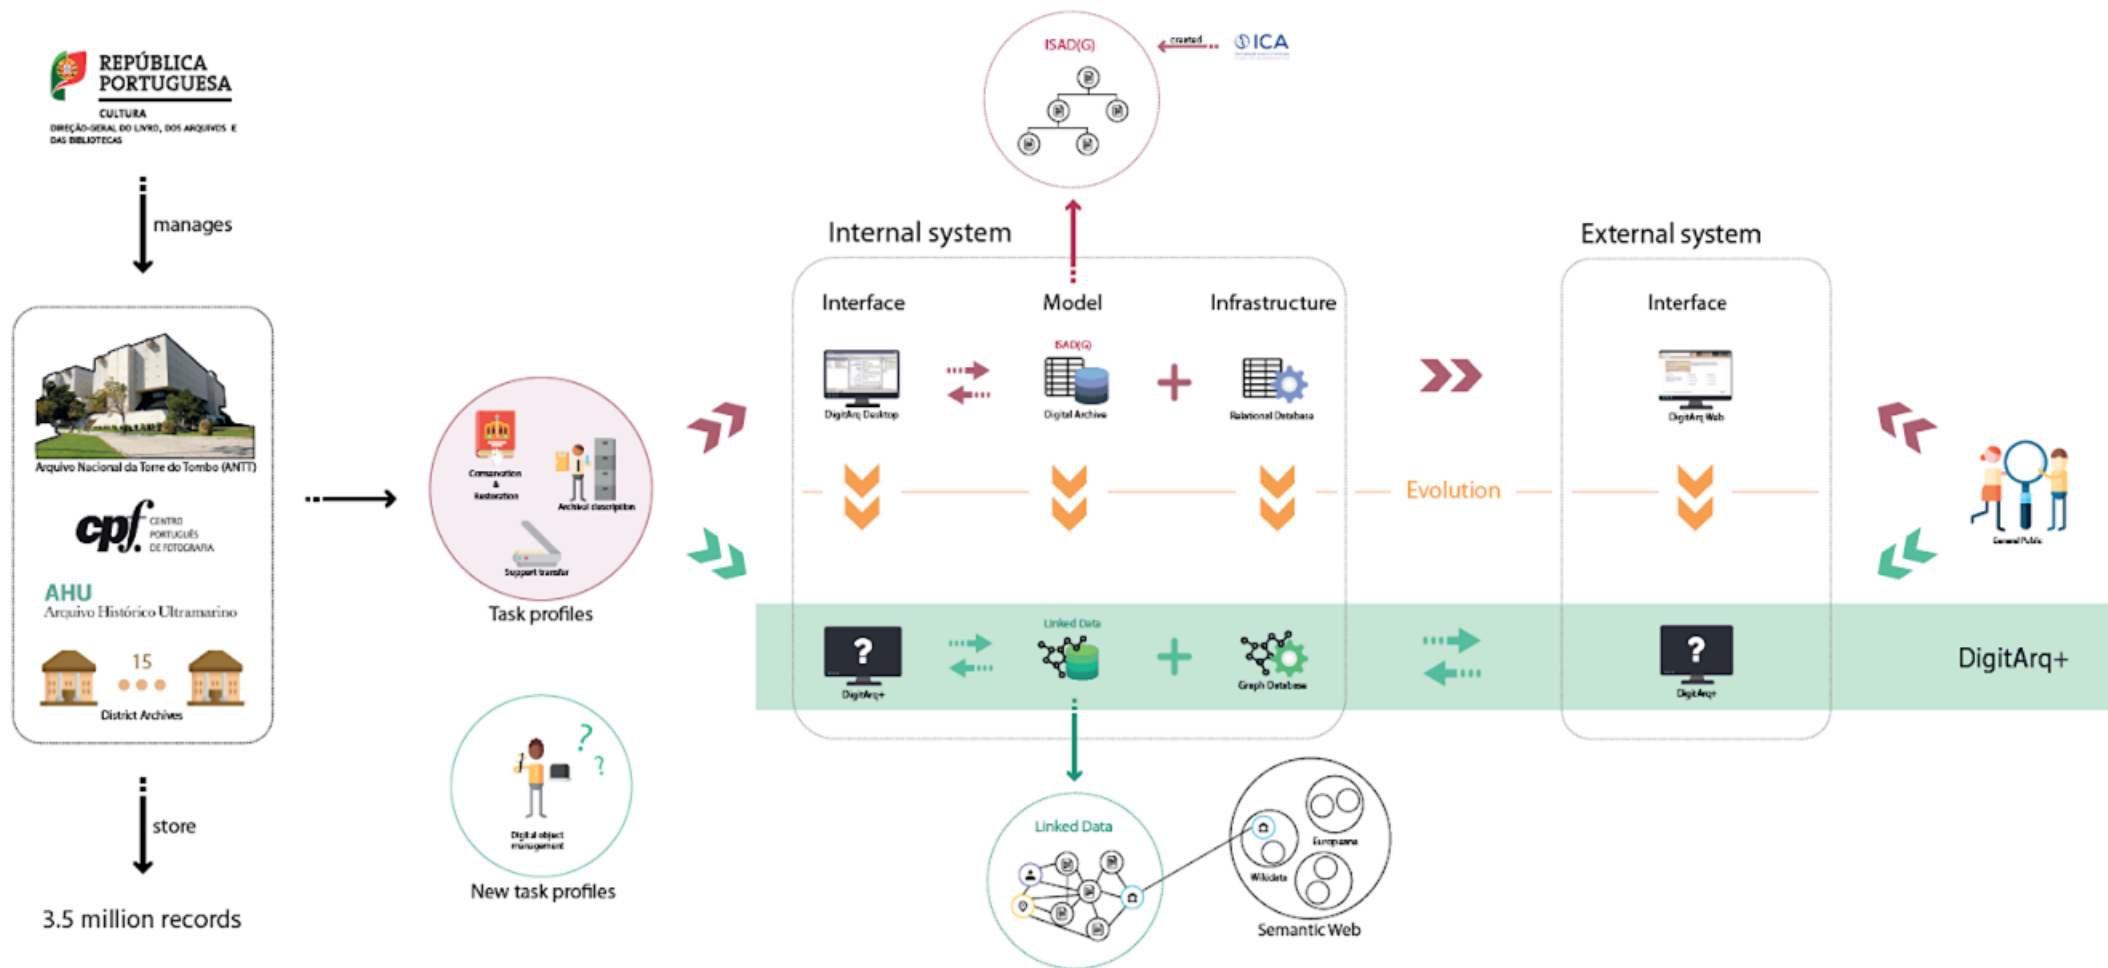 REPÚBLICA
PORTUGUESA
CULTURA
DIREÇÃO-GERAL DO LIVRO, DOS ARQUIVOS E
DAS BIBLIOTECAS
manages
Arquivo Nacional da Torre do Tombo (ANTT)
cpf.
CENTRO
PORTUGUÊS
DE FOTOGRAFIA
AHU
Arquivo Histórico Ultramarino
15
District Archives
store
3.5 million records
Conservation
&
Restoration
Archival description
Support transfer
Task profiles
?
?
Digital object
management
New task profiles
ISAD(G)
created
ICA
Internal system
Interface
Model
Infrastructure
ISAD(G)
DigitArq Desktop
Digital Archive
Relational Database
External system
Interface
DigitArq Web
Evolution
General Public
Linked Data
?
DigitArq+
Graph Database
?
DigitArq+
DigitArq+
Linked Data
Europeana
Wikidata
Semantic Web